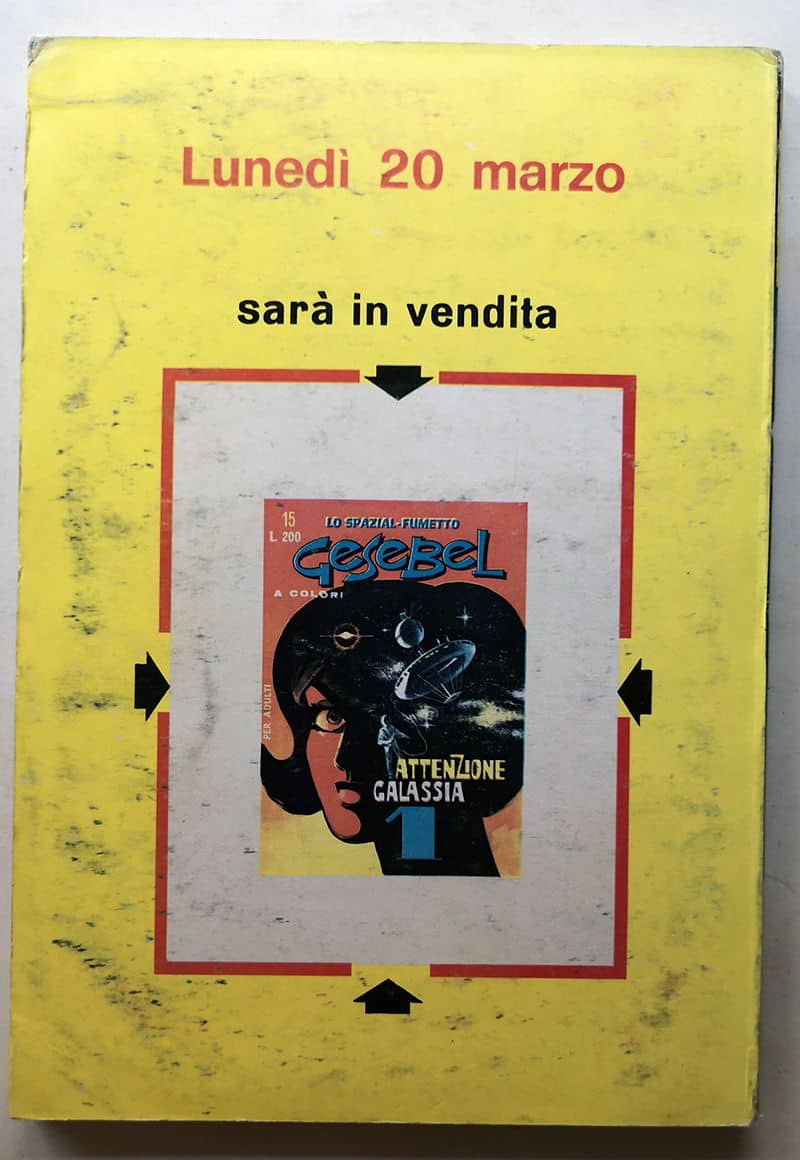 Lunedì 20 marzo
sarà in vendita
15
L. 200
LO SPAZIAL-FUMETTO
GESEBEL
A COLORI
PER ADULTI
ATTENZIONE
GALASSIA
1